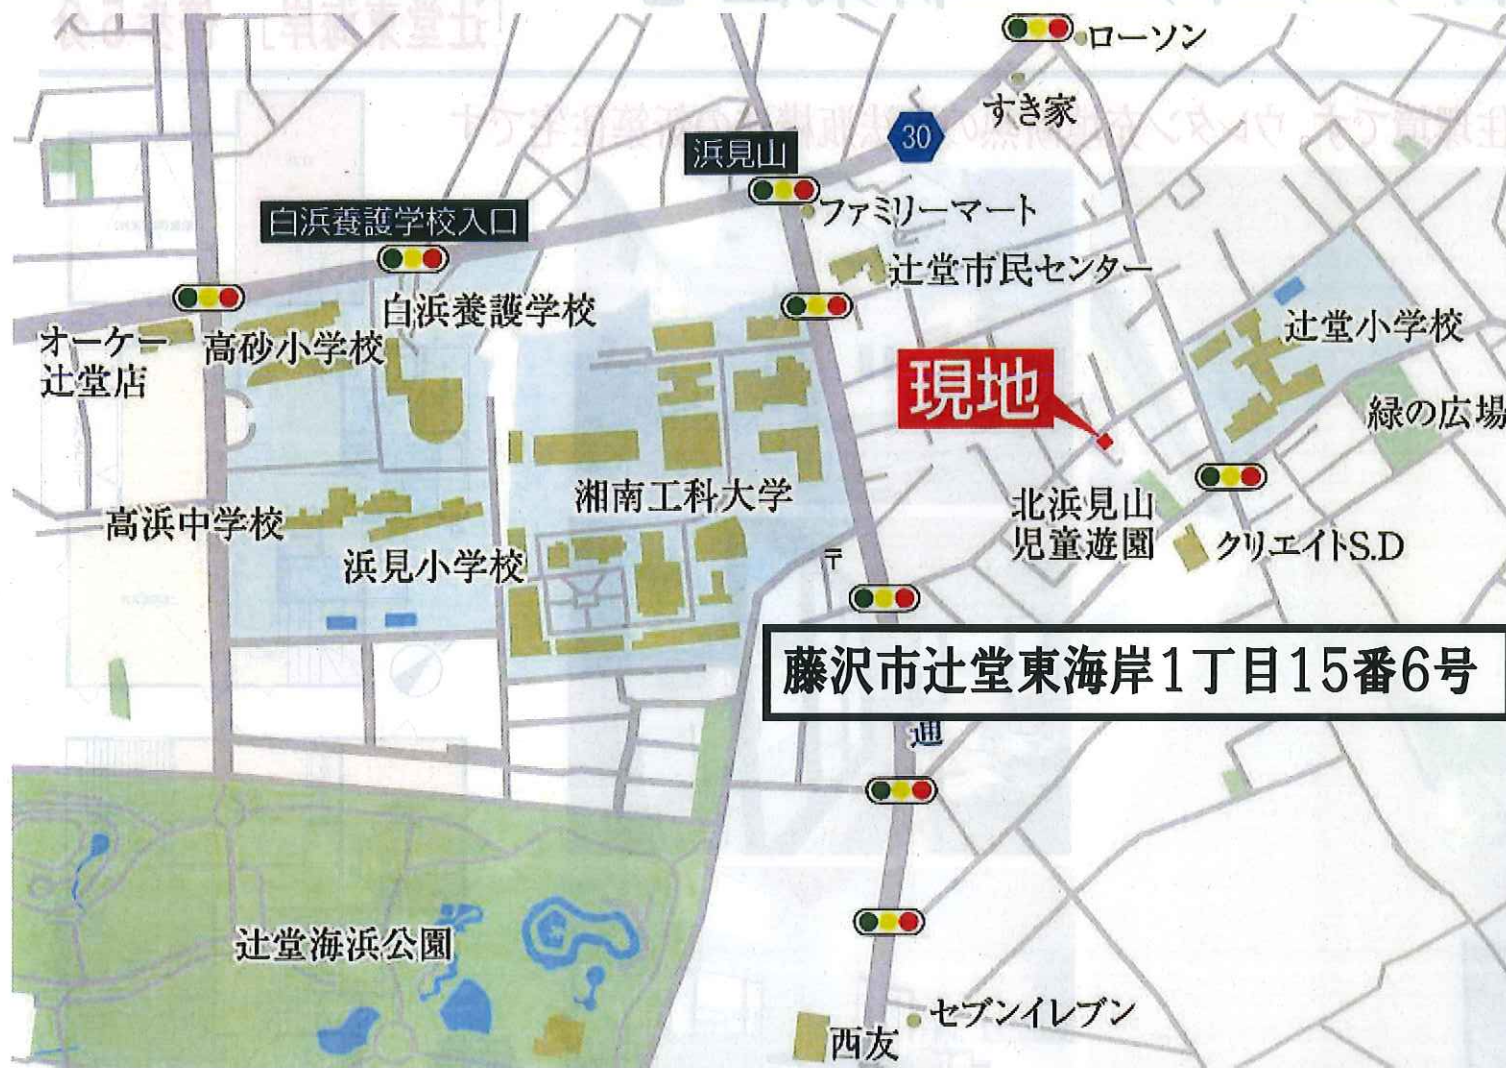 ローソン
すき家
30
浜見山
ファミリーマート
白浜養護学校入口
辻堂市民センター
白浜養護学校
オーケー
辻堂店
高砂小学校
辻堂小学校
現地
緑の広場
湘南工科大学
北浜見山
児童遊園
高浜中学校
クリエイトS.D
浜見小学校
〒
藤沢市辻堂東海岸1丁目15番6号
通
辻堂海浜公園
セブンイレブン
西友